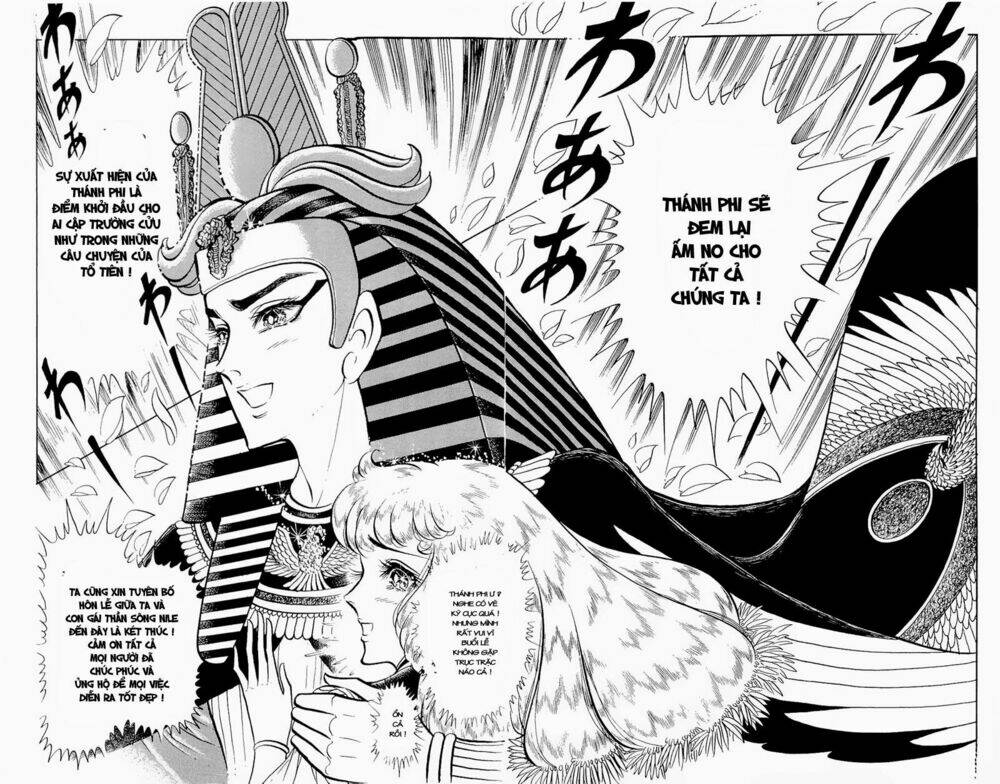 THÁNH PHI SẼ
ĐEM LẠI
ẤM NO CHO
TẤT CẢ
CHÚNG TA !
SỰ XUẤT HIỆN CỦA
THÁNH PHI LÀ
ĐIỂM KHỞI ĐẦU CHO
AI CẬP TRƯỜNG CỬU
NHƯ TRONG NHỮNG
CÂU CHUYỆN CỦA
TỔ TIÊN !
わあああ
わ
わ
わ
あ
あ
わ
TA CŨNG XIN TUYÊN BỐ
HÔN LỄ GIỮA TA VÀ
CON GÁI THẦN SÔNG NILE
ĐẾN ĐÂY LÀ KẾT THÚC !
CẢM ƠN TẤT CẢ
MỌI NGƯỜI ĐÃ
CHÚC PHÚC VÀ
ỦNG HỘ ĐỂ MỌI VIỆC
DIỄN RA TỐT ĐẸP !
THÁNH PHI Ư ?
NGHE CÓ VẺ
KỲ CỤC QUÁ !
NHƯNG MÌNH
RẤT VUI VÌ
BUỔI LỄ
KHÔNG GẶP
TRỤC TRẶC
NÀO CẢ !
ỔN
CẢ
RỒI !